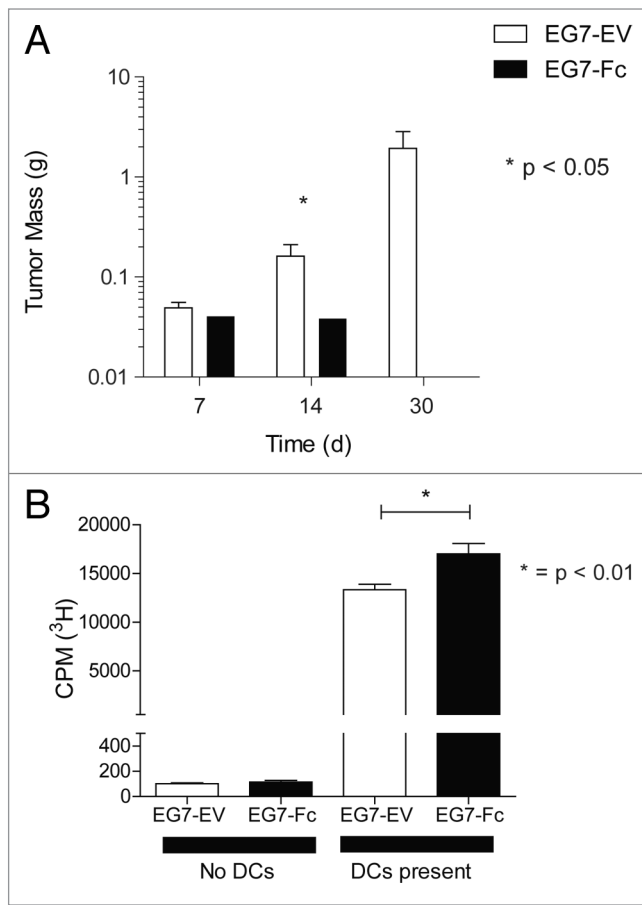 A
EG7-EV
EG7-Fc
* p < 0.05
10
1
0.1
0.01
Tumor Mass (g)
*
7 14 30
Time (d)
B
*
* = p < 0.01
20000
15000
10000
5000
400
200
0
CPM (³H)
EG7-EV EG7-Fc EG7-EV EG7-Fc
No DCs DCs present